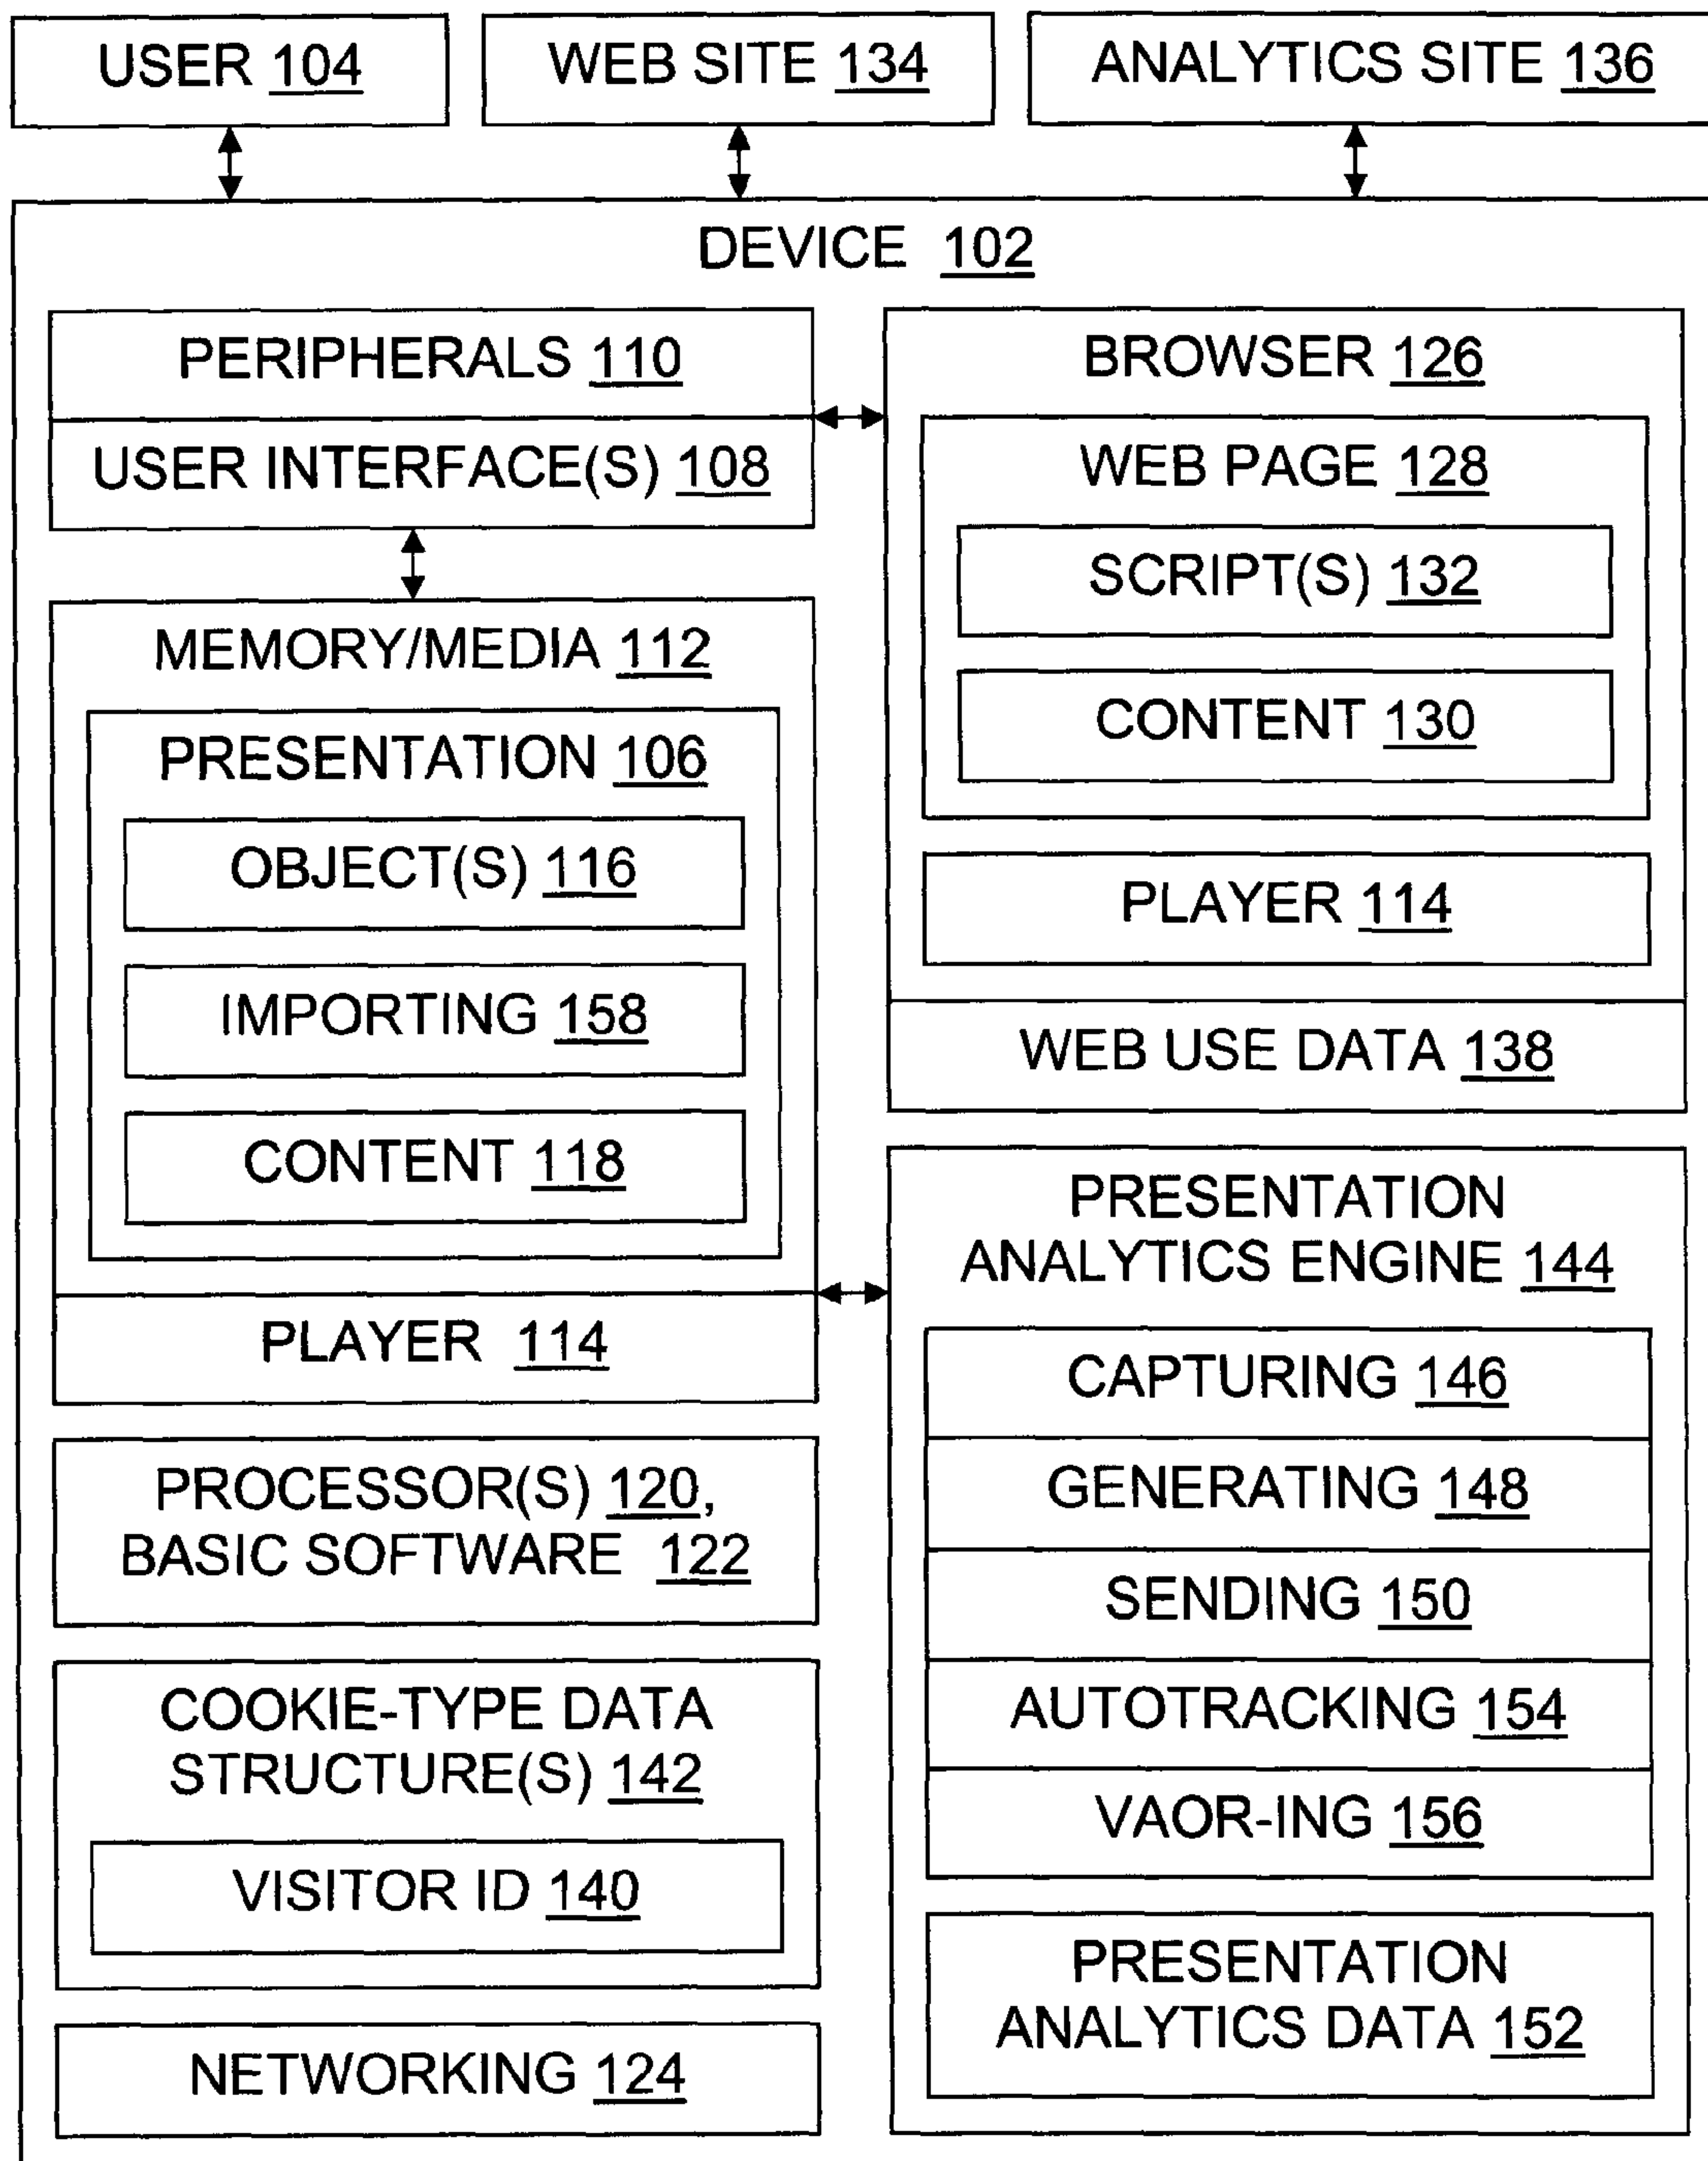 USER 104
WEB SITE 134
ANALYTICS SITE 136
DEVICE 102
PERIPHERALS 110
USER INTERFACE(S) 108
MEMORY/MEDIA 112
PRESENTATION 106
OBJECT(S) 116
IMPORTING 158
CONTENT 118
PLAYER 114
PROCESSOR(S) 120,
BASIC SOFTWARE 122
COOKIE-TYPE DATA
STRUCTURE(S) 142
VISITOR ID 140
NETWORKING 124
BROWSER 126
WEB PAGE 128
SCRIPT(S) 132
CONTENT 130
PLAYER 114
WEB USE DATA 138
PRESENTATION
ANALYTICS ENGINE 144
CAPTURING 146
GENERATING 148
SENDING 150
AUTOTRACKING 154
VAOR-ING 156
PRESENTATION
ANALYTICS DATA 152